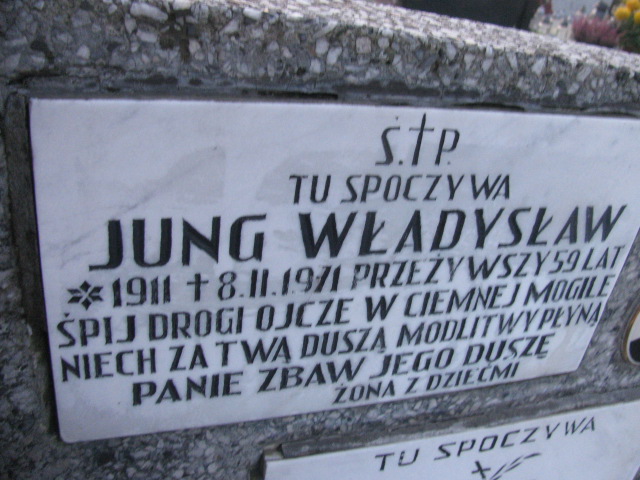 Ś.†P.
TU SPOCZYWA
JUNG WŁADYSŁAW
* 1911 † 8.II.1971 PRZEŻYWSZY 59 LAT
ŚPIJ DROGI OJCZE W CIEMNEJ MOGILE
NIECH ZA TWĄ DUSZĄ MODLITWY PŁYNĄ
PANIE ZBAW JEGO DUSZĘ
ŻONA Z DZIEĆMI
TU SPOCZYWA